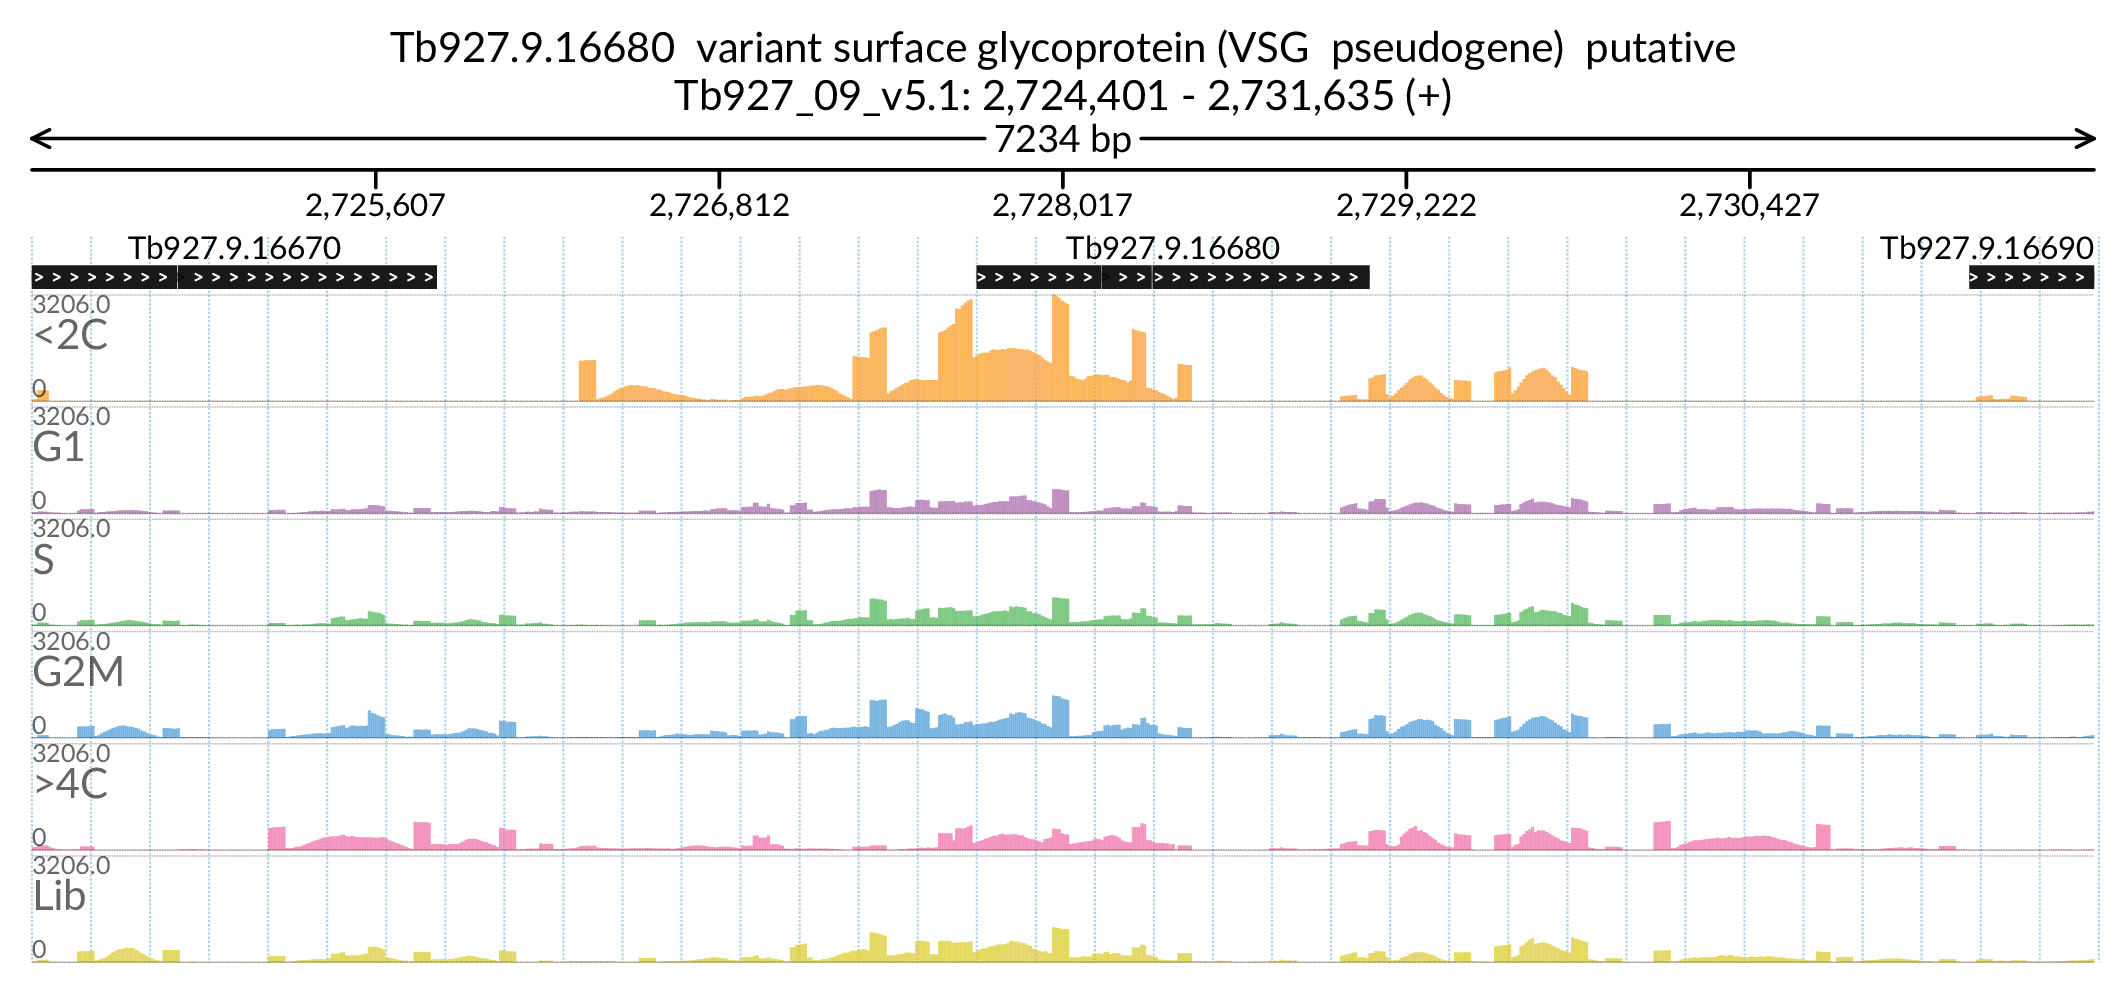 Tb927.9.16680 variant surface glycoprotein (VSG pseudogene) putative
Tb927_09_v5.1: 2,724,401 - 2,731,635 (+)
7234 bp
2,725,607 2,726,812 2,728,017 2,729,222 2,730,427
Tb927.9.16670 Tb927.9.16680 Tb927.9.16690
3206.0
<2C
0
3206.0
G1
0
3206.0
S
0
3206.0
G2M
0
3206.0
>4C
0
3206.0
Lib
0